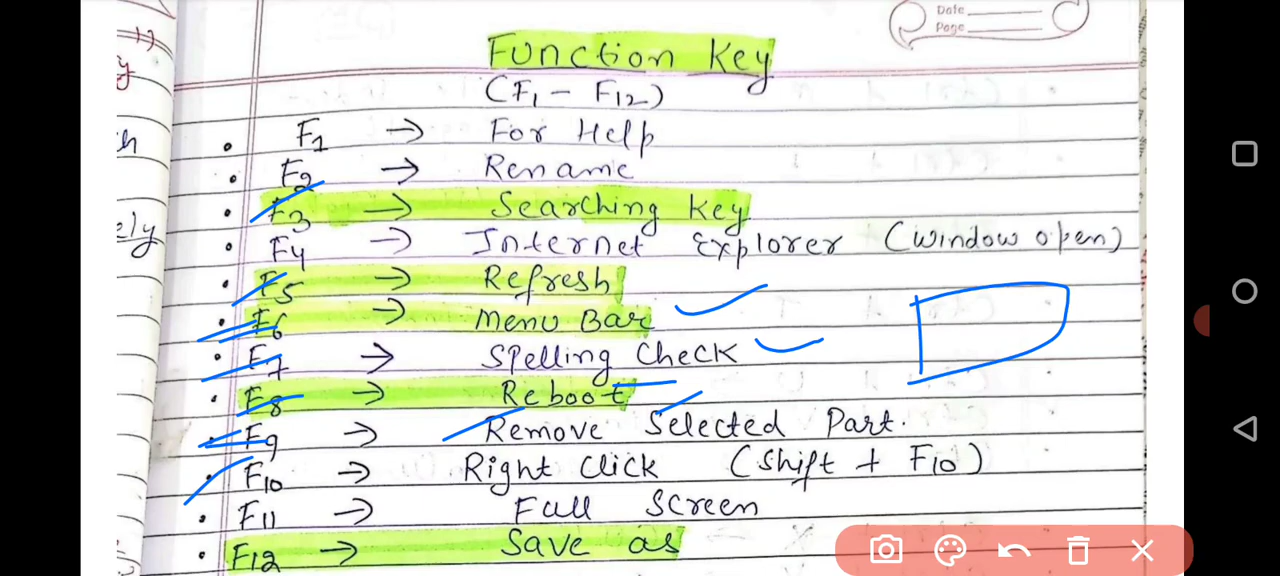 Date
Page
Function Key
(F1 - F12)
F1 → For Help
F2 → Rename
F3 → Searching Key
F4 → Internet Explorer (Window open)
F5 → Refresh
F6 → Menu Bar
F7 → Spelling Check
F8 → Reboot
F9 → Remove Selected Part.
F10 → Right Click (Shift + F10)
F11 → Full Screen
F12 → Save as